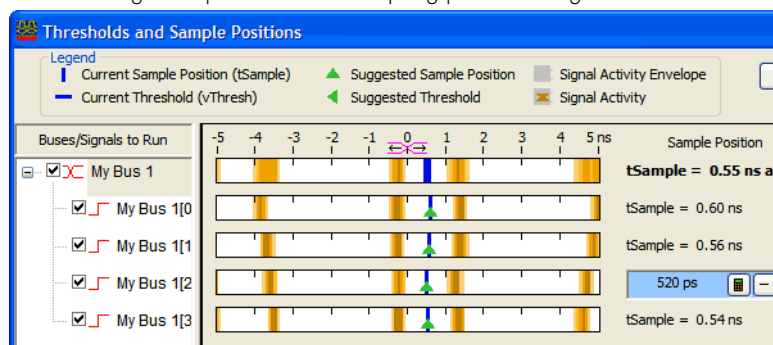 Thresholds and Sample Positions
Legend
Current Sample Position (tSample)
Suggested Sample Position
Signal Activity Envelope
Current Threshold (vThresh)
Suggested Threshold
Signal Activity
Buses/Signals to Run
-5 -4 -3 -2 -1 0 1 2 3 4 5 ns
Sample Position
My Bus 1
tSample = 0.55 ns a
My Bus 1[0
tSample = 0.60 ns
My Bus 1[1
tSample = 0.56 ns
My Bus 1[2
520 ps
My Bus 1[3
tSample = 0.54 ns